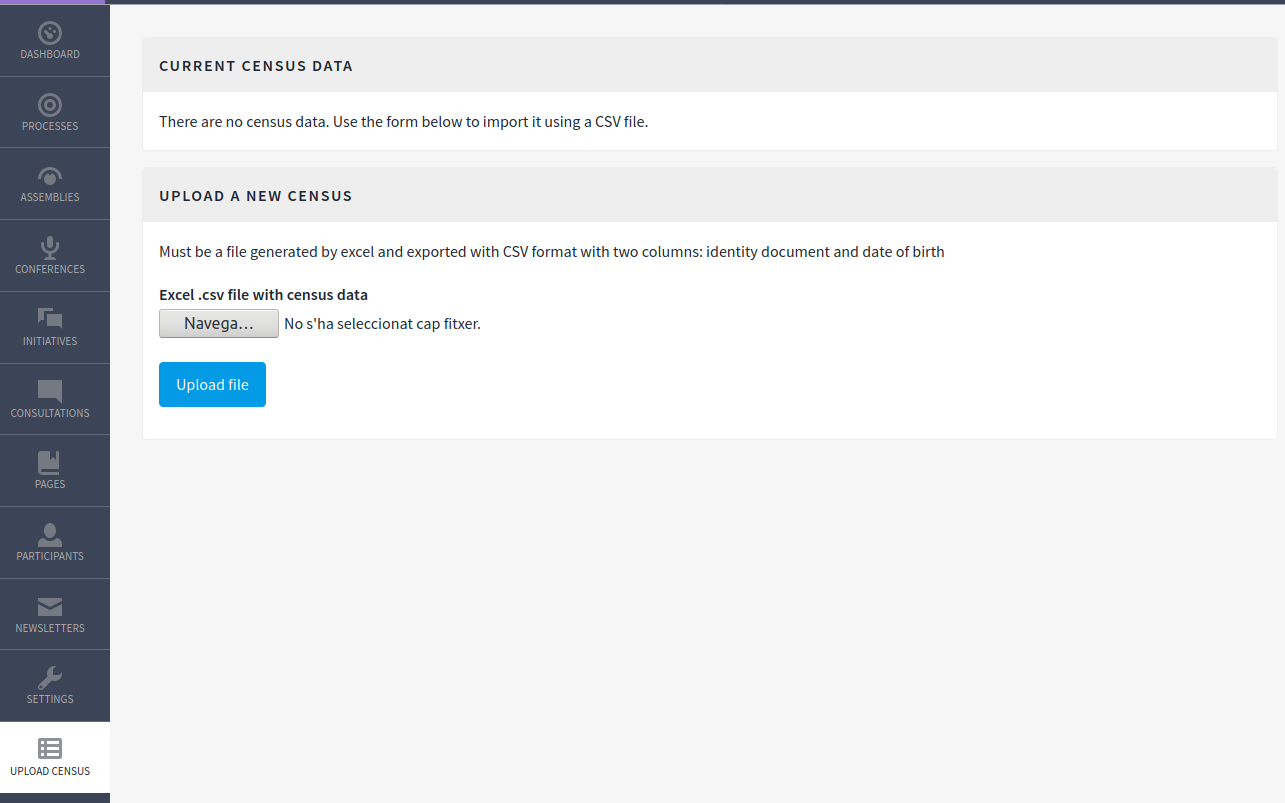 DASHBOARD
PROCESSES
ASSEMBLIES
CONFERENCES
INITIATIVES
CONSULTATIONS
PAGES
PARTICIPANTS
NEWSLETTERS
SETTINGS
UPLOAD CENSUS
CURRENT CENSUS DATA
There are no census data. Use the form below to import it using a CSV file.
UPLOAD A NEW CENSUS
Must be a file generated by excel and exported with CSV format with two columns: identity document and date of birth
Excel .csv file with census data
Navega... No s'ha seleccionat cap fitxer.
Upload file